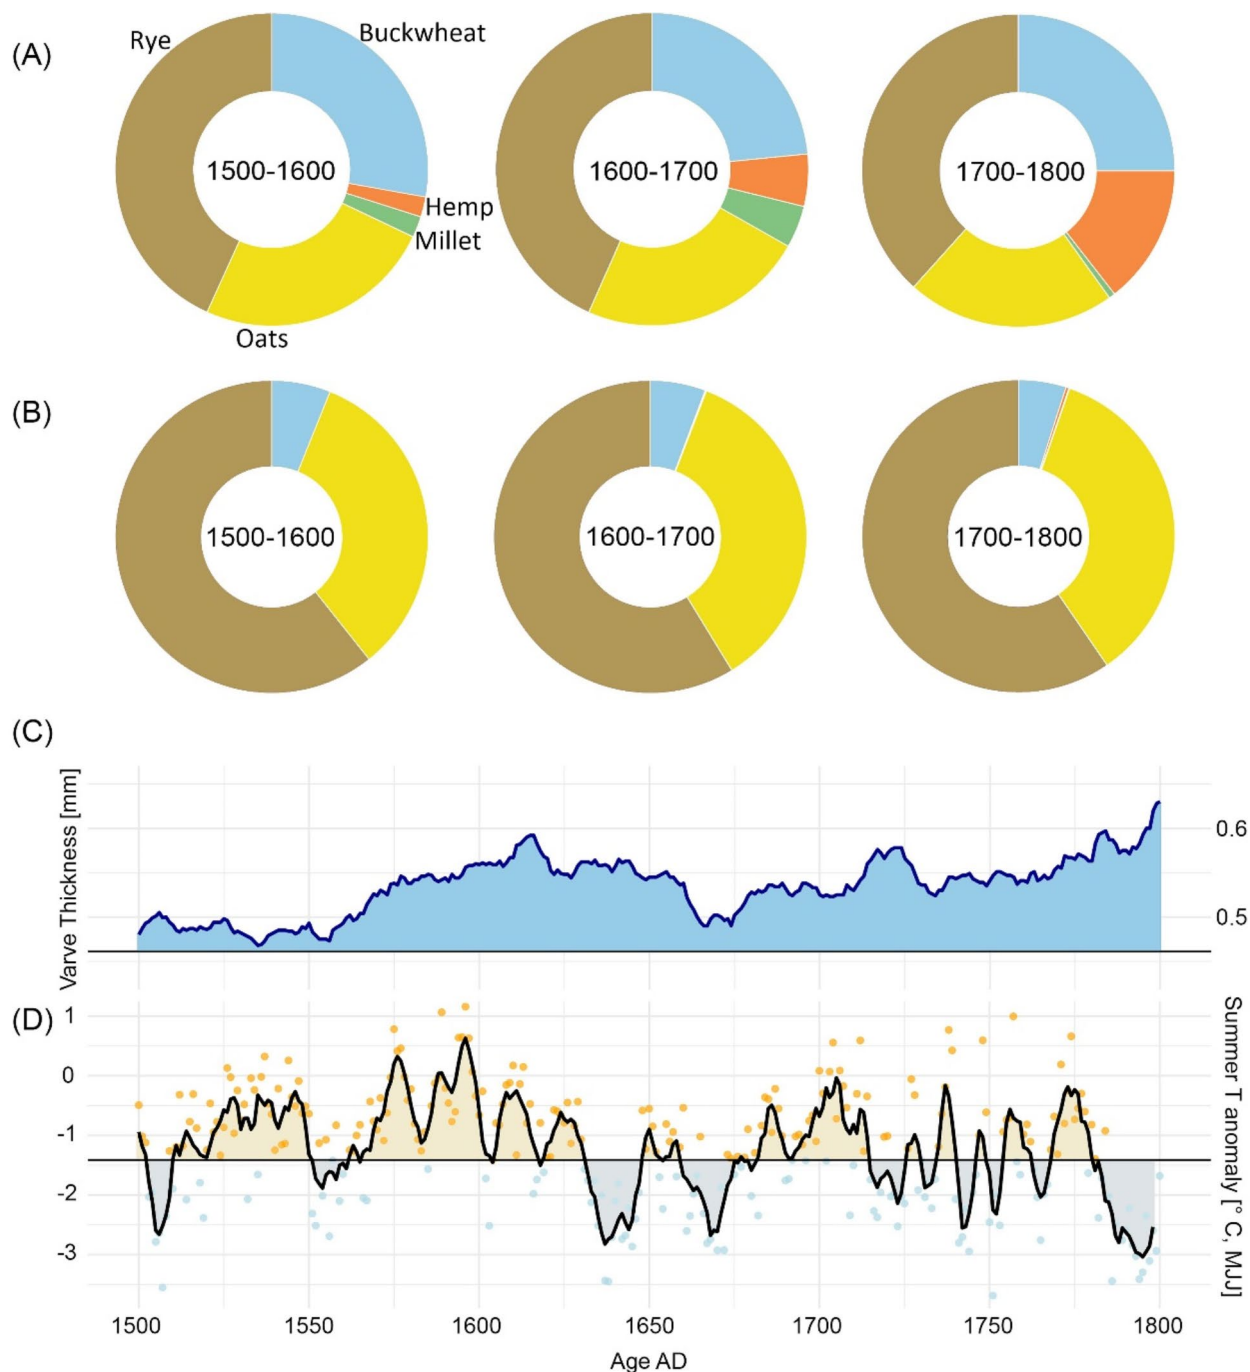 (A)
Rye
Buckwheat
Hemp
Millet
Oats
1500-1600
1600-1700
1700-1800
(B)
1500-1600
1600-1700
1700-1800
(C)
Varve Thickness [mm]
0.6
0.5
(D)
1
0
-1
-2
-3
Summer T anomaly [° C, MJJ]
1500
1550
1600
1650
1700
1750
1800
Age AD